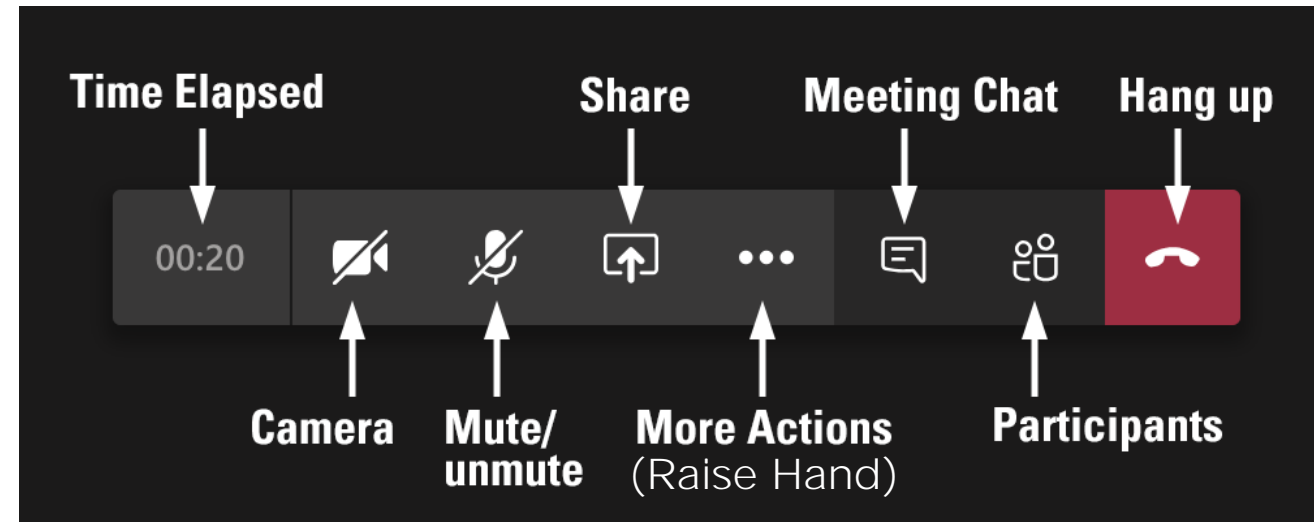 Time Elapsed
Share
Meeting Chat
Hang up
00:20
Camera
Mute/
unmute
More Actions
(Raise Hand)
Participants